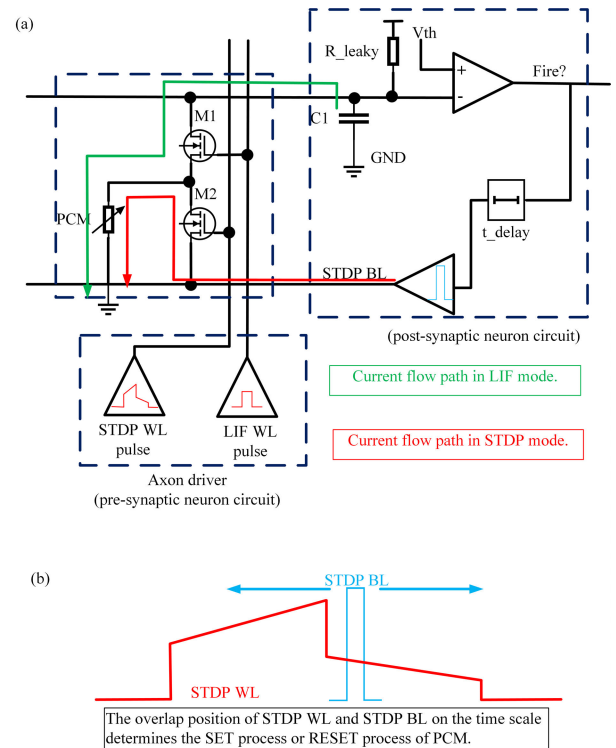 (a)
R_leaky
Vth
Fire?
M1
C1
GND
M2
PCM
t_delay
STDP BL
(post-synaptic neuron circuit)
Current flow path in LIF mode.
STDP WL
pulse
LIF WL
pulse
Current flow path in STDP mode.
Axon driver
(pre-synaptic neuron circuit)
(b)
STDP BL
STDP WL
The overlap position of STDP WL and STDP BL on the time scale
determines the SET process or RESET process of PCM.